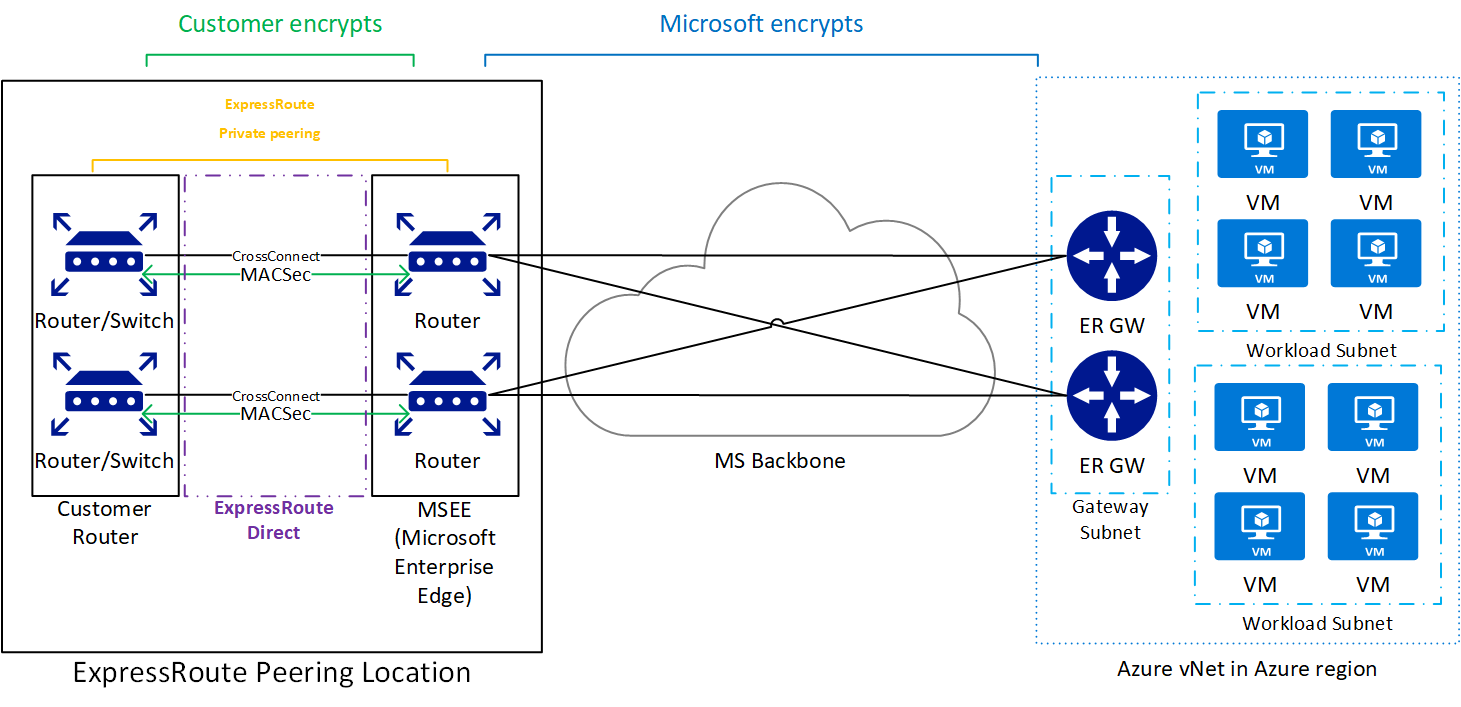 Customer encrypts
Microsoft encrypts
ExpressRoute
Private peering
CrossConnect
MACSec
Router/Switch
Router
CrossConnect
MACSec
Router/Switch
Router
Customer
Router
ExpressRoute
Direct
MSEE
(Microsoft
Enterprise
Edge)
ExpressRoute Peering Location
MS Backbone
ER GW
ER GW
Gateway
Subnet
VM
VM
VM
VM
VM
VM
VM
VM
Workload Subnet
VM
VM
VM
VM
VM
VM
VM
VM
Workload Subnet
Azure vNet in Azure region